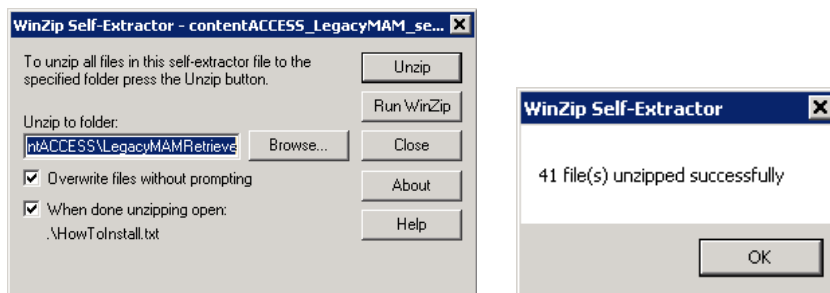 WinZip Self-Extractor - contentACCESS_LegacyMAM_se...
To unzip all files in this self-extractor file to the
specified folder press the Unzip button.
Unzip to folder:
ntACCESS\LegacyMAMRetrieve
Browse...
Overwrite files without prompting
When done unzipping open:
.\HowToInstall.txt
Unzip
Run WinZip
Close
About
Help
WinZip Self-Extractor
41 file(s) unzipped successfully
OK